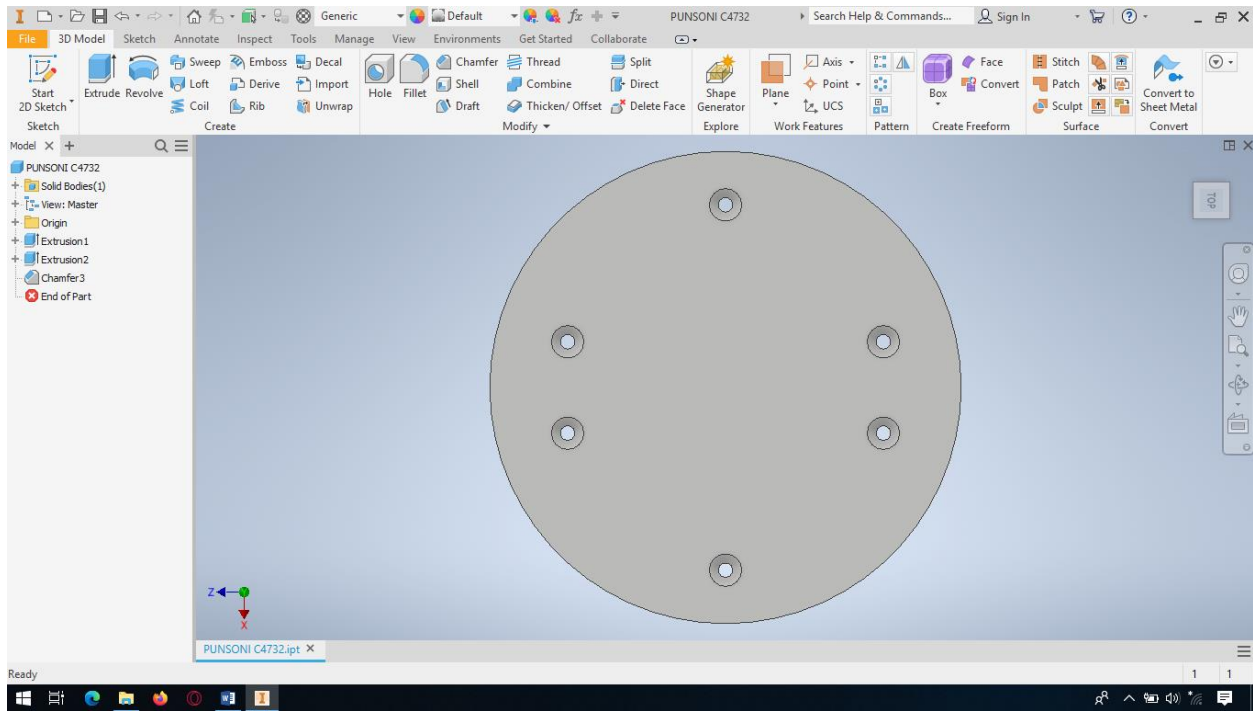 Generic Default fx PUNSONI C4732 Search Help & Commands... Sign In
File 3D Model Sketch Annotate Inspect Tools Manage View Environments Get Started Collaborate
Sweep Emboss Decal Chamfer Thread Split Axis Face Stitch
Start 2D Sketch Extrude Revolve Loft Derive Import Hole Fillet Shell Combine Direct Shape Generator Plane Point Box Convert Patch Convert to Sheet Metal
Coil Rib Unwrap Draft Thicken/ Offset Delete Face UCS Sculpt
Sketch Create Modify Explore Work Features Pattern Create Freeform Surface Convert
Model
PUNSONI C4732
Solid Bodies(1)
View: Master
Origin
Extrusion1
Extrusion2
Chamfer3
End of Part
TOP
Z
X
PUNSONI C4732.ipt
Ready 1 1